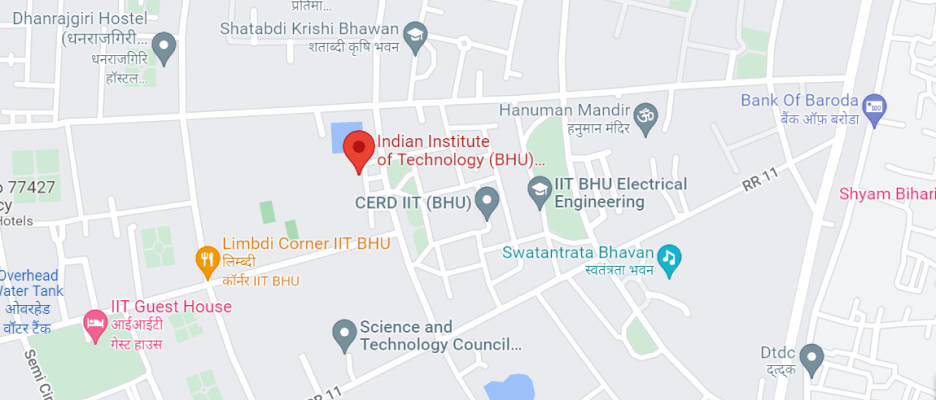 प्रतिमा...
Dhanrajgiri Hostel
(धनराजगिरी...
धनराजगिरि
हॉस्टल...
Shatabdi Krishi Bhawan
शताब्दी कृषि भवन
Hanuman Mandir
हनुमान मंदिर
Bank Of Baroda
बैंक ऑफ़ बरोडा
Indian Institute
of Technology (BHU)...
77427
Hotels
CERD IIT (BHU)
IIT BHU Electrical
Engineering
RR 11
Shyam Bihari
Limbdi Corner IIT BHU
लिम्ब्दी
कॉर्नर IIT BHU
Swatantrata Bhavan
स्वतंत्रता भवन
Overhead
Water Tank
ओवरहेड
वॉटर टैंक
IIT Guest House
आईआईटी
गेस्ट हाउस
Science and
Technology Council...
Dtdc
द्त्दक
Semi Cir
RR 11